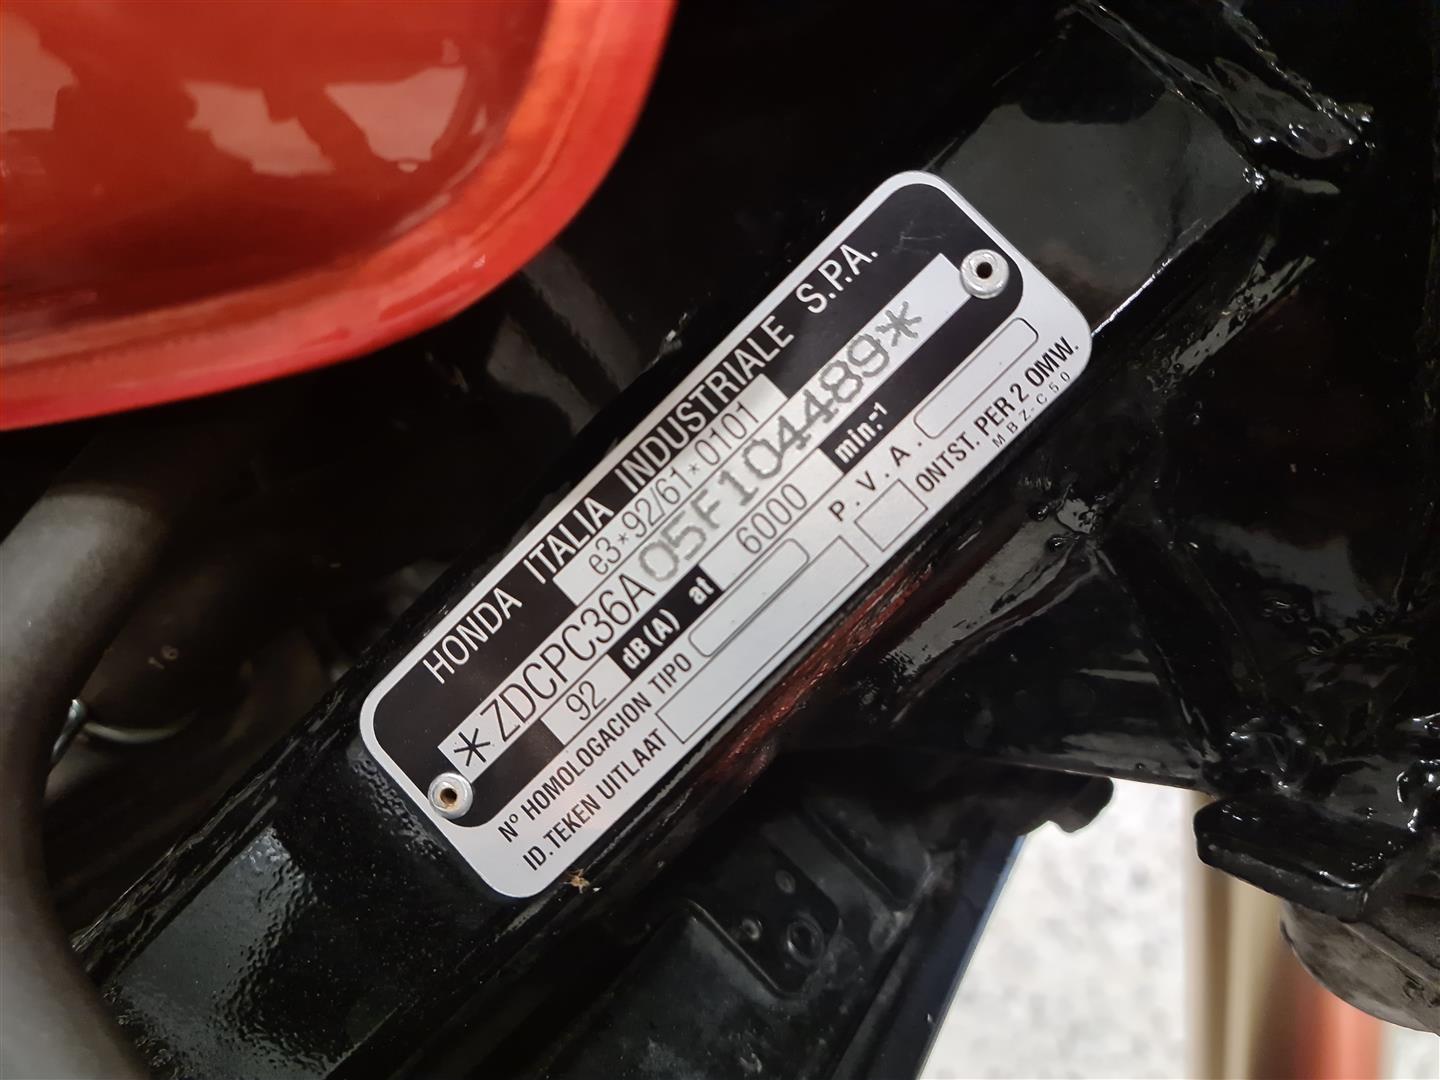 HONDA ITALIA INDUSTRIALE S.P.A.
e3*92/61*0101
*ZDCPC36A05F104489*
92 dB(A) at 6000 min.-1
Nº HOMOLOGACION TIPO P.V.A.
ID.TEKEN UITLAAT ONTST. PER 2 OMW.
MBZ-C50
16